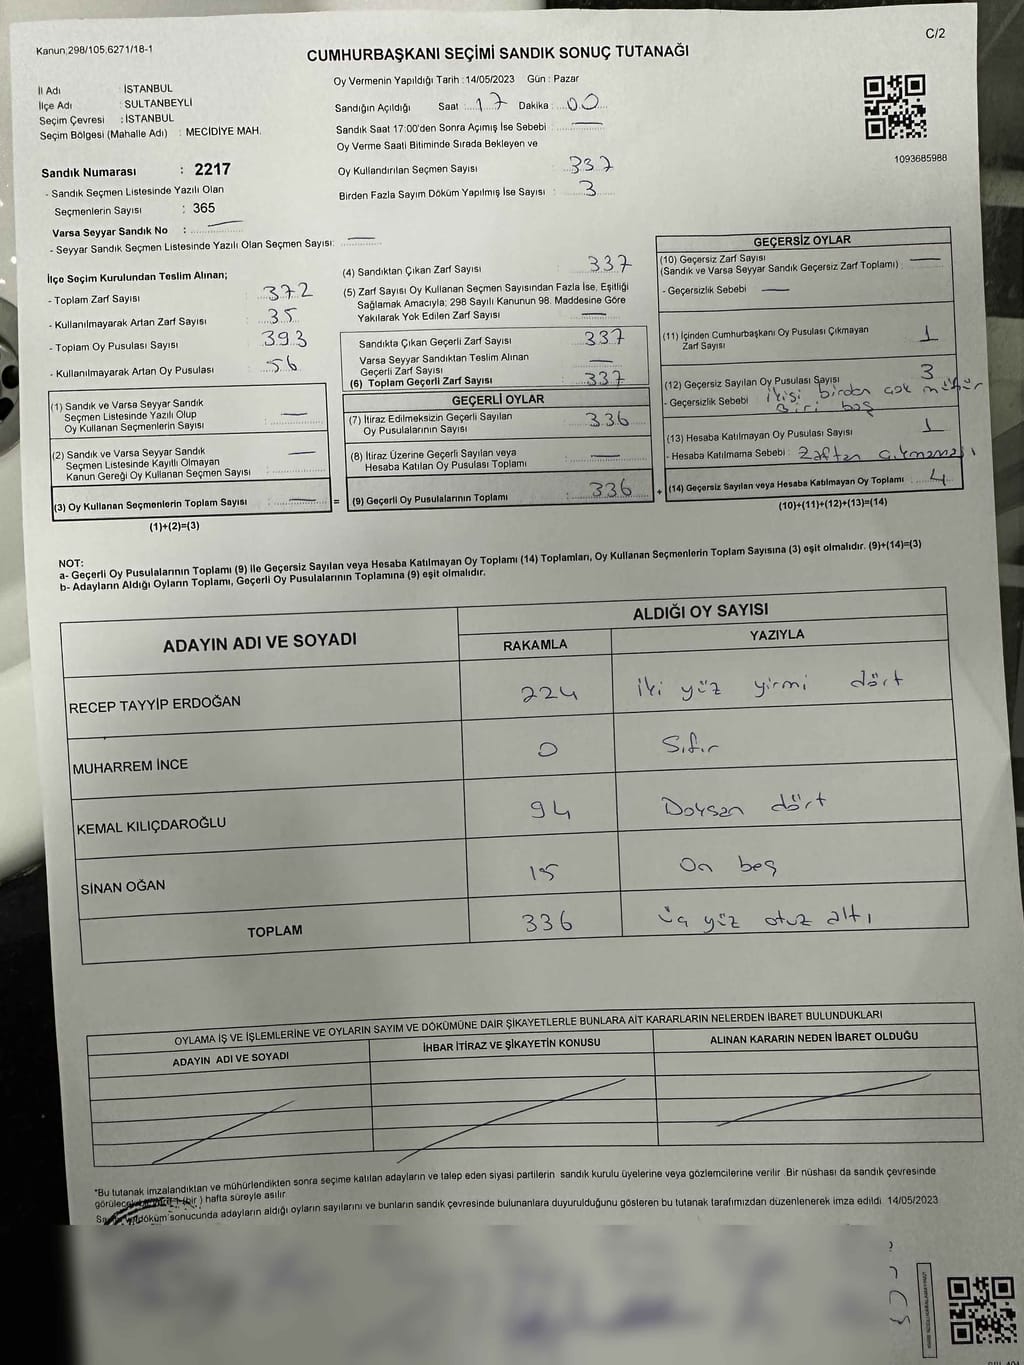 Kanun;298/105,6271/18-1
C/2
CUMHURBAŞKANI SEÇİMİ SANDIK SONUÇ TUTANAĞI
İl Adı : İSTANBUL
İlçe Adı : SULTANBEYLİ
Seçim Çevresi : İSTANBUL
Seçim Bölgesi (Mahalle Adı) : MECİDİYE MAH.
Oy Vermenin Yapıldığı Tarih : 14/05/2023 Gün : Pazar
Sandığın Açıldığı Saat : 17 Dakika : 00
Sandık Saat 17:00'den Sonra Açımış İse Sebebi : —
Oy Verme Saati Bitiminde Sırada Bekleyen ve
Oy Kullandırılan Seçmen Sayısı : 337
Birden Fazla Sayım Döküm Yapılmış İse Sayısı : 3
1093685988
Sandık Numarası : 2217
- Sandık Seçmen Listesinde Yazılı Olan
Seçmenlerin Sayısı : 365
Varsa Seyyar Sandık No : —
- Seyyar Sandık Seçmen Listesinde Yazılı Olan Seçmen Sayısı: —
İlçe Seçim Kurulundan Teslim Alınan;
- Toplam Zarf Sayısı : 372
- Kullanılmayarak Artan Zarf Sayısı : 35
- Toplam Oy Pusulası Sayısı : 393
- Kullanılmayarak Artan Oy Pusulası : 56
(1) Sandık ve Varsa Seyyar Sandık
Seçmen Listesinde Yazılı Olup
Oy Kullanan Seçmenlerin Sayısı : —
(2) Sandık ve Varsa Seyyar Sandık
Seçmen Listesinde Kayıtlı Olmayan
Kanun Gereği Oy Kullanan Seçmen Sayısı : —
(3) Oy Kullanan Seçmenlerin Toplam Sayısı : — =
(1)+(2)=(3)
(4) Sandıktan Çıkan Zarf Sayısı : 337
(5) Zarf Sayısı Oy Kullanan Seçmen Sayısından Fazla İse, Eşitliği
Sağlamak Amacıyla; 298 Sayılı Kanunun 98. Maddesine Göre
Yakılarak Yok Edilen Zarf Sayısı : —
Sandıkta Çıkan Geçerli Zarf Sayısı : 337
Varsa Seyyar Sandıktan Teslim Alınan
Geçerli Zarf Sayısı : —
(6) Toplam Geçerli Zarf Sayısı : 337
GEÇERLİ OYLAR
(7) İtiraz Edilmeksizin Geçerli Sayılan
Oy Pusulalarının Sayısı : 336
(8) İtiraz Üzerine Geçerli Sayılan veya
Hesaba Katılan Oy Pusulası Toplamı : —
(9) Geçerli Oy Pusulalarının Toplamı : 336 +
GEÇERSİZ OYLAR
(10) Geçersiz Zarf Sayısı
(Sandık ve Varsa Seyyar Sandık Geçersiz Zarf Toplamı) : —
- Geçersizlik Sebebi : —
(11) İçinden Cumhurbaşkanı Oy Pusulası Çıkmayan
Zarf Sayısı 1
(12) Geçersiz Sayılan Oy Pusulası Sayısı 3
- Geçersizlik Sebebi : ikisi birden çok mühür
Biri boş
(13) Hesaba Katılmayan Oy Pusulası Sayısı 1
- Hesaba Katılmama Sebebi : Zaftan çıkmaması
(14) Geçersiz Sayılan veya Hesaba Katılmayan Oy Toplamı : 4
(10)+(11)+(12)+(13)=(14)
NOT:
a- Geçerli Oy Pusulalarının Toplamı (9) İle Geçersiz Sayılan veya Hesaba Katılmayan Oy Toplamı (14) Toplamları, Oy Kullanan Seçmenlerin Toplam Sayısına (3) eşit olmalıdır. (9)+(14)=(3)
b- Adayların Aldığı Oyların Toplamı, Geçerli Oy Pusulalarının Toplamına (9) eşit olmalıdır.
ADAYIN ADI VE SOYADI
ALDIĞI OY SAYISI
RAKAMLA YAZIYLA
RECEP TAYYİP ERDOĞAN 224 iki yüz yirmi dört
MUHARREM İNCE 0 Sıfır
KEMAL KILIÇDAROĞLU 94 Doksan dört
SİNAN OĞAN 15 On beş
TOPLAM 336 üç yüz otuz altı
OYLAMA İŞ VE İŞLEMLERİNE VE OYLARIN SAYIM VE DÖKÜMÜNE DAİR ŞİKAYETLERLE BUNLARA AİT KARARLARIN NELERDEN İBARET BULUNDUKLARI
ADAYIN ADI VE SOYADI İHBAR İTİRAZ VE ŞİKAYETİN KONUSU ALINAN KARARIN NEDEN İBARET OLDUĞU
*Bu tutanak imzalandıktan ve mühürlendikten sonra seçime katılan adayların ve talep eden siyasi partilerin sandık kurulu üyelerine veya gözlemcilerine verilir. Bir nüshası da sandık çevresinde
(bir) hafta süreyle asılır.
döküm sonucunda adayların aldığı oyların sayılarını ve bunların sandık çevresinde bulunanlara duyurulduğunu gösteren bu tutanak tarafımızdan düzenlenerek imza edildi. 14/05/2023